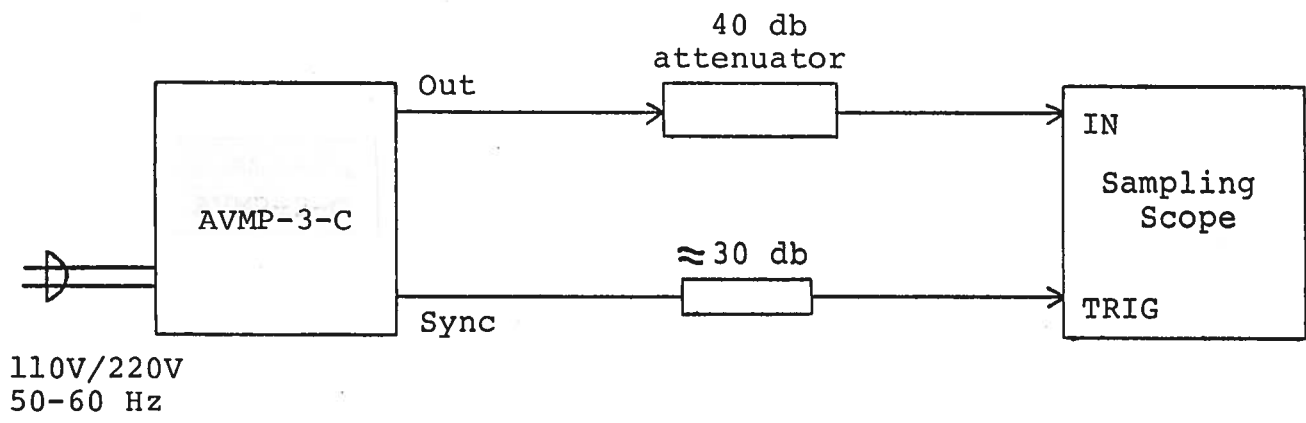 40 db
attenuator
Out
IN
Sampling
Scope
AVMP-3-C
≈30 db
TRIG
Sync
110V/220V
50-60 Hz